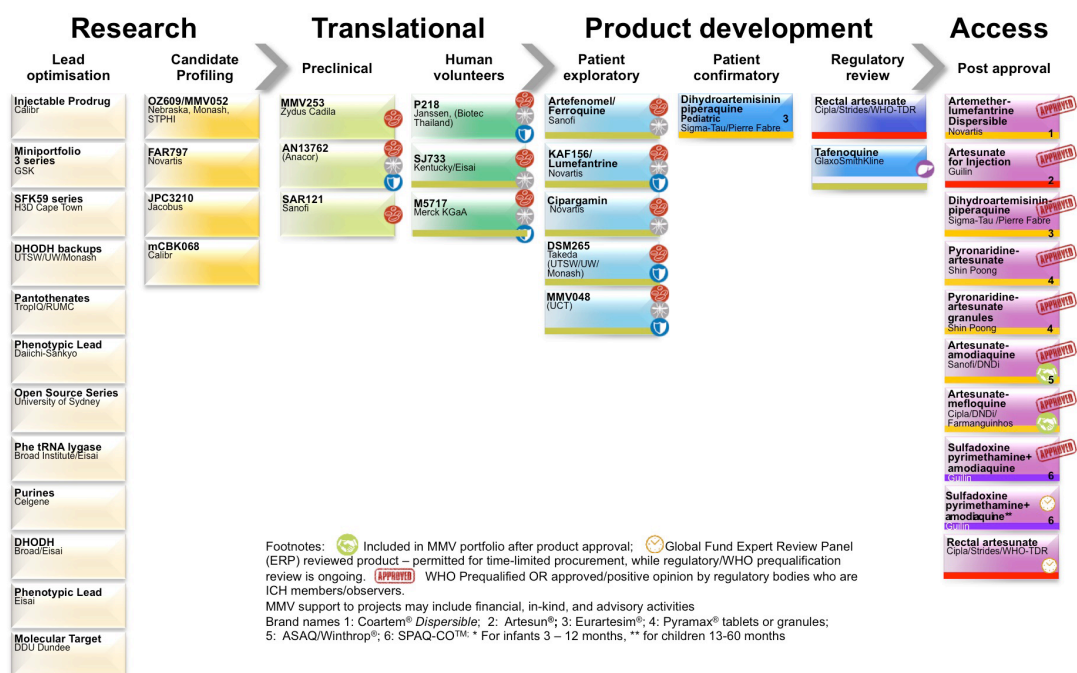 Research
Translational
Product development
Access
Lead
optimisation
Candidate
Profiling
Preclinical
Human
volunteers
Patient
exploratory
Patient
confirmatory
Regulatory
review
Post approval
Injectable Prodrug
Calibr
Miniportfolio
3 series
GSK
SFK59 series
H3D Cape Town
DHODH backups
UTSW/UW/Monash
Pantothenates
TropIQ/RUMC
Phenotypic Lead
Daiichi-Sankyo
Open Source Series
University of Sydney
Phe tRNA lygase
Broad Institute/Eisai
Purines
Celgene
DHODH
Broad/Eisai
Phenotypic Lead
Eisai
Molecular Target
DDU Dundee
OZ609/MMV052
Nebraska, Monash,
STPHI
FAR797
Novartis
JPC3210
Jacobus
mCBK068
Calibr
MMV253
Zydus Cadila
AN13762
(Anacor)
SAR121
Sanofi
P218
Janssen, (Biotec
Thailand)
SJ733
Kentucky/Eisai
M5717
Merck KGaA
Artefenomel/
Ferroquine
Sanofi
KAF156/
Lumefantrine
Novartis
Cipargamin
Novartis
DSM265
Takeda
(UTSW/UW/
Monash)
MMV048
(UCT)
Dihydroartemisinin
piperaquine
Pediatric
3
Sigma-Tau/Pierre Fabre
Rectal artesunate
Cipla/Strides/WHO-TDR
Tafenoquine
GlaxoSmithKline
Artemether-
lumefantrine
Dispersible
Novartis
APPROVED
1
Artesunate
for Injection
Guilin
APPROVED
2
Dihydroartemisinin-
piperaquine
Sigma-Tau /Pierre Fabre
APPROVED
3
Pyronaridine-
artesunate
Shin Poong
APPROVED
4
Pyronaridine-
artesunate
granules
Shin Poong
APPROVED
4
Artesunate-
amodiaquine
Sanofi/DNDi
APPROVED
5
Artesunate-
mefloquine
Cipla/DNDi/
Farmanguinhos
APPROVED
Sulfadoxine
pyrimethamine+
amodiaquine
Guilin
APPROVED
6
Sulfadoxine
pyrimethamine+
amodiaquine**
Guilin
6
Rectal artesunate
Cipla/Strides/WHO-TDR
Footnotes: Included in MMV portfolio after product approval; Global Fund Expert Review Panel
(ERP) reviewed product – permitted for time-limited procurement, while regulatory/WHO prequalification
review is ongoing. APPROVED WHO Prequalified OR approved/positive opinion by regulatory bodies who are
ICH members/observers.
MMV support to projects may include financial, in-kind, and advisory activities
Brand names 1: Coartem® Dispersible; 2: Artesun®; 3: Eurartesim®; 4: Pyramax® tablets or granules;
5: ASAQ/Winthrop®; 6: SPAQ-CO™: * For infants 3 – 12 months, ** for children 13-60 months